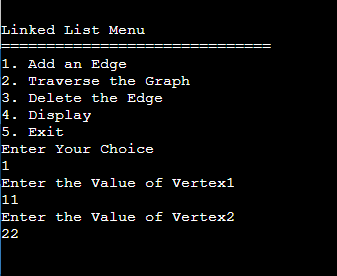 Linked List Menu
==============================
1. Add an Edge
2. Traverse the Graph
3. Delete the Edge
4. Display
5. Exit
Enter Your Choice
1
Enter the Value of Vertex1
11
Enter the Value of Vertex2
22